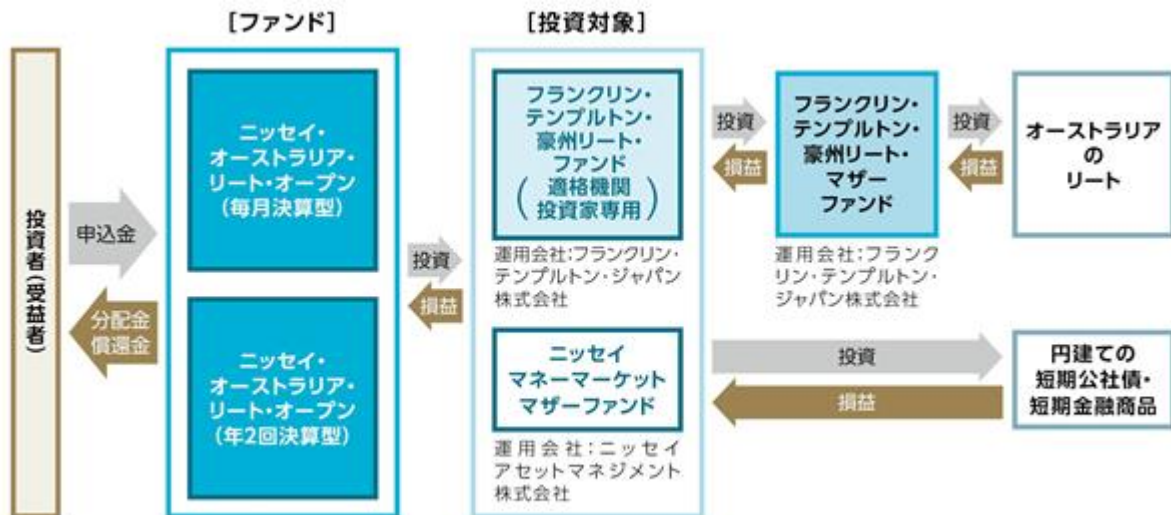 ［ファンド］
［投資対象］
投資者（受益者）
申込金
分配金
償還金
ニッセイ・
オーストラリア・
リート・オープン
（毎月決算型）
ニッセイ・
オーストラリア・
リート・オープン
（年2回決算型）
投資
損益
フランクリン・
テンプルトン・
豪州リート・
ファンド
（適格機関
投資家専用）
運用会社：フランクリン・
テンプルトン・ジャパン
株式会社
ニッセイ
マネーマーケット
マザーファンド
運用会社：ニッセイ
アセットマネジメント
株式会社
投資
損益
フランクリン・
テンプルトン・
豪州リート・
マザー
ファンド
運用会社：フランク
リン・テンプルトン・
ジャパン株式会社
投資
損益
オーストラリア
の
リート
投資
損益
円建ての
短期公社債・
短期金融商品